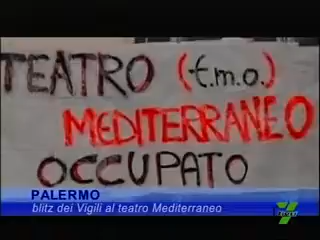 TEATRO (t.m.o.)
MEDITERRANEO
OCCUPATO
PALERMO
blitz dei Vigili al teatro Mediterraneo